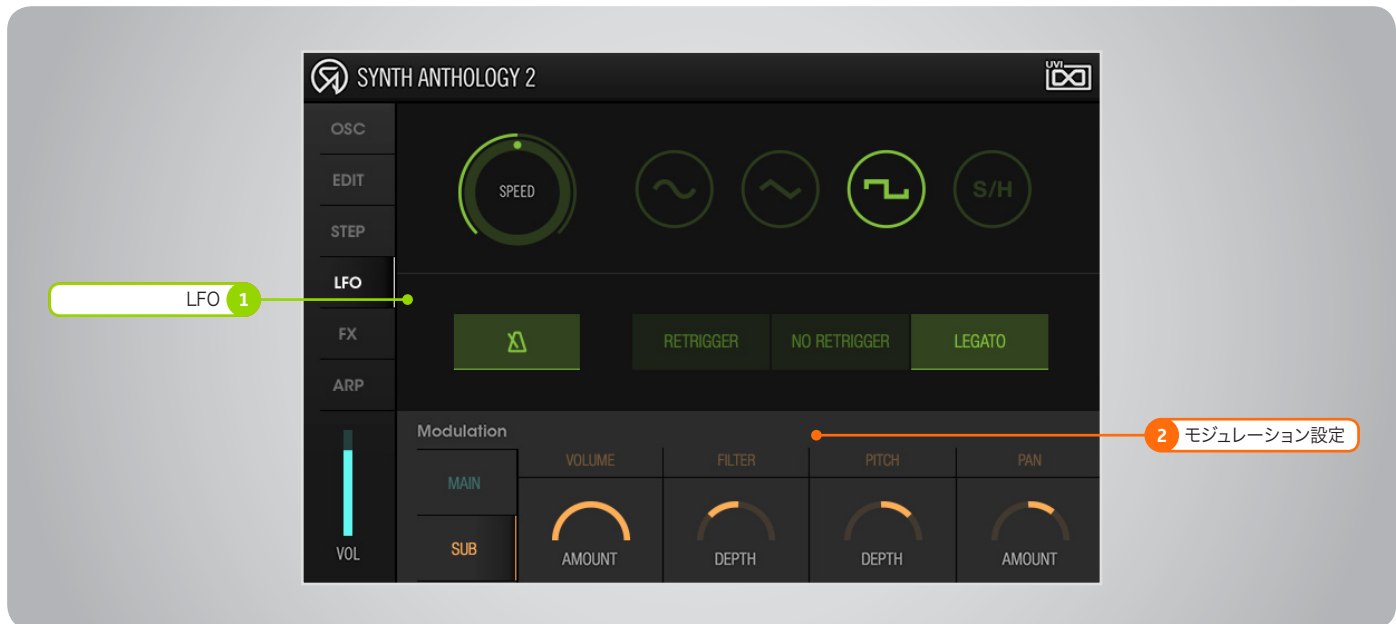 SYNTH ANTHOLOGY 2
UVI
OSC
EDIT
STEP
LFO
FX
ARP
VOL
SPEED
S/H
LFO 1
RETRIGGER
NO RETRIGGER
LEGATO
2 モジュレーション設定
Modulation
MAIN
SUB
VOLUME
FILTER
PITCH
PAN
AMOUNT
DEPTH
DEPTH
AMOUNT